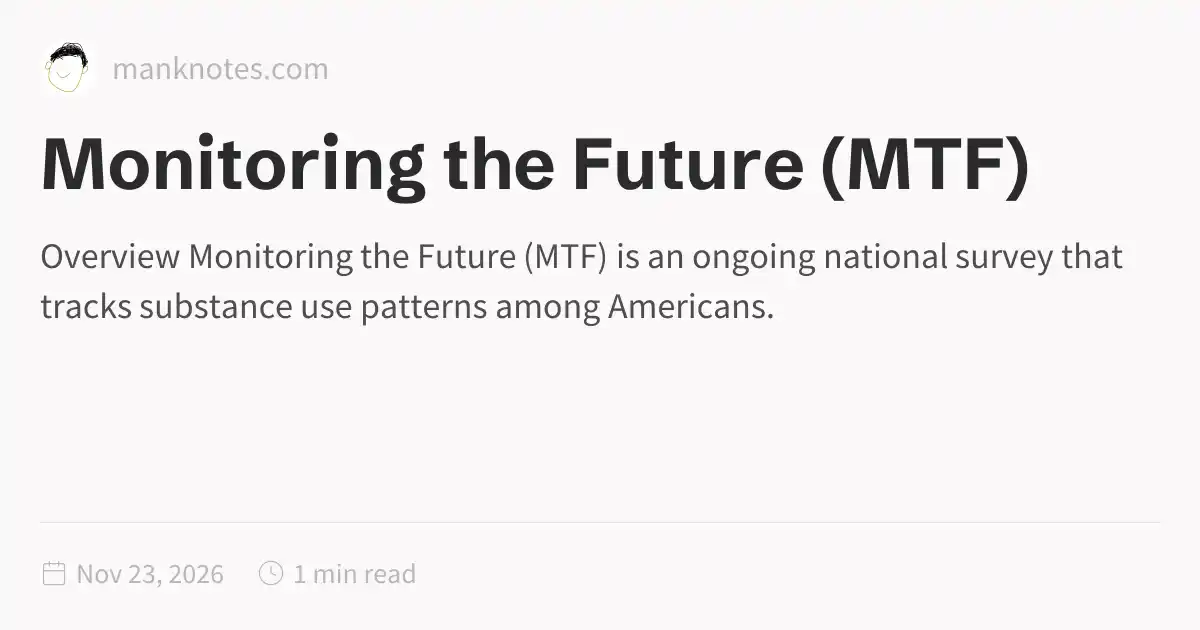 manknotes.com
Monitoring the Future (MTF)
Overview Monitoring the Future (MTF) is an ongoing national survey that
tracks substance use patterns among Americans.
Nov 23, 2026 1 min read